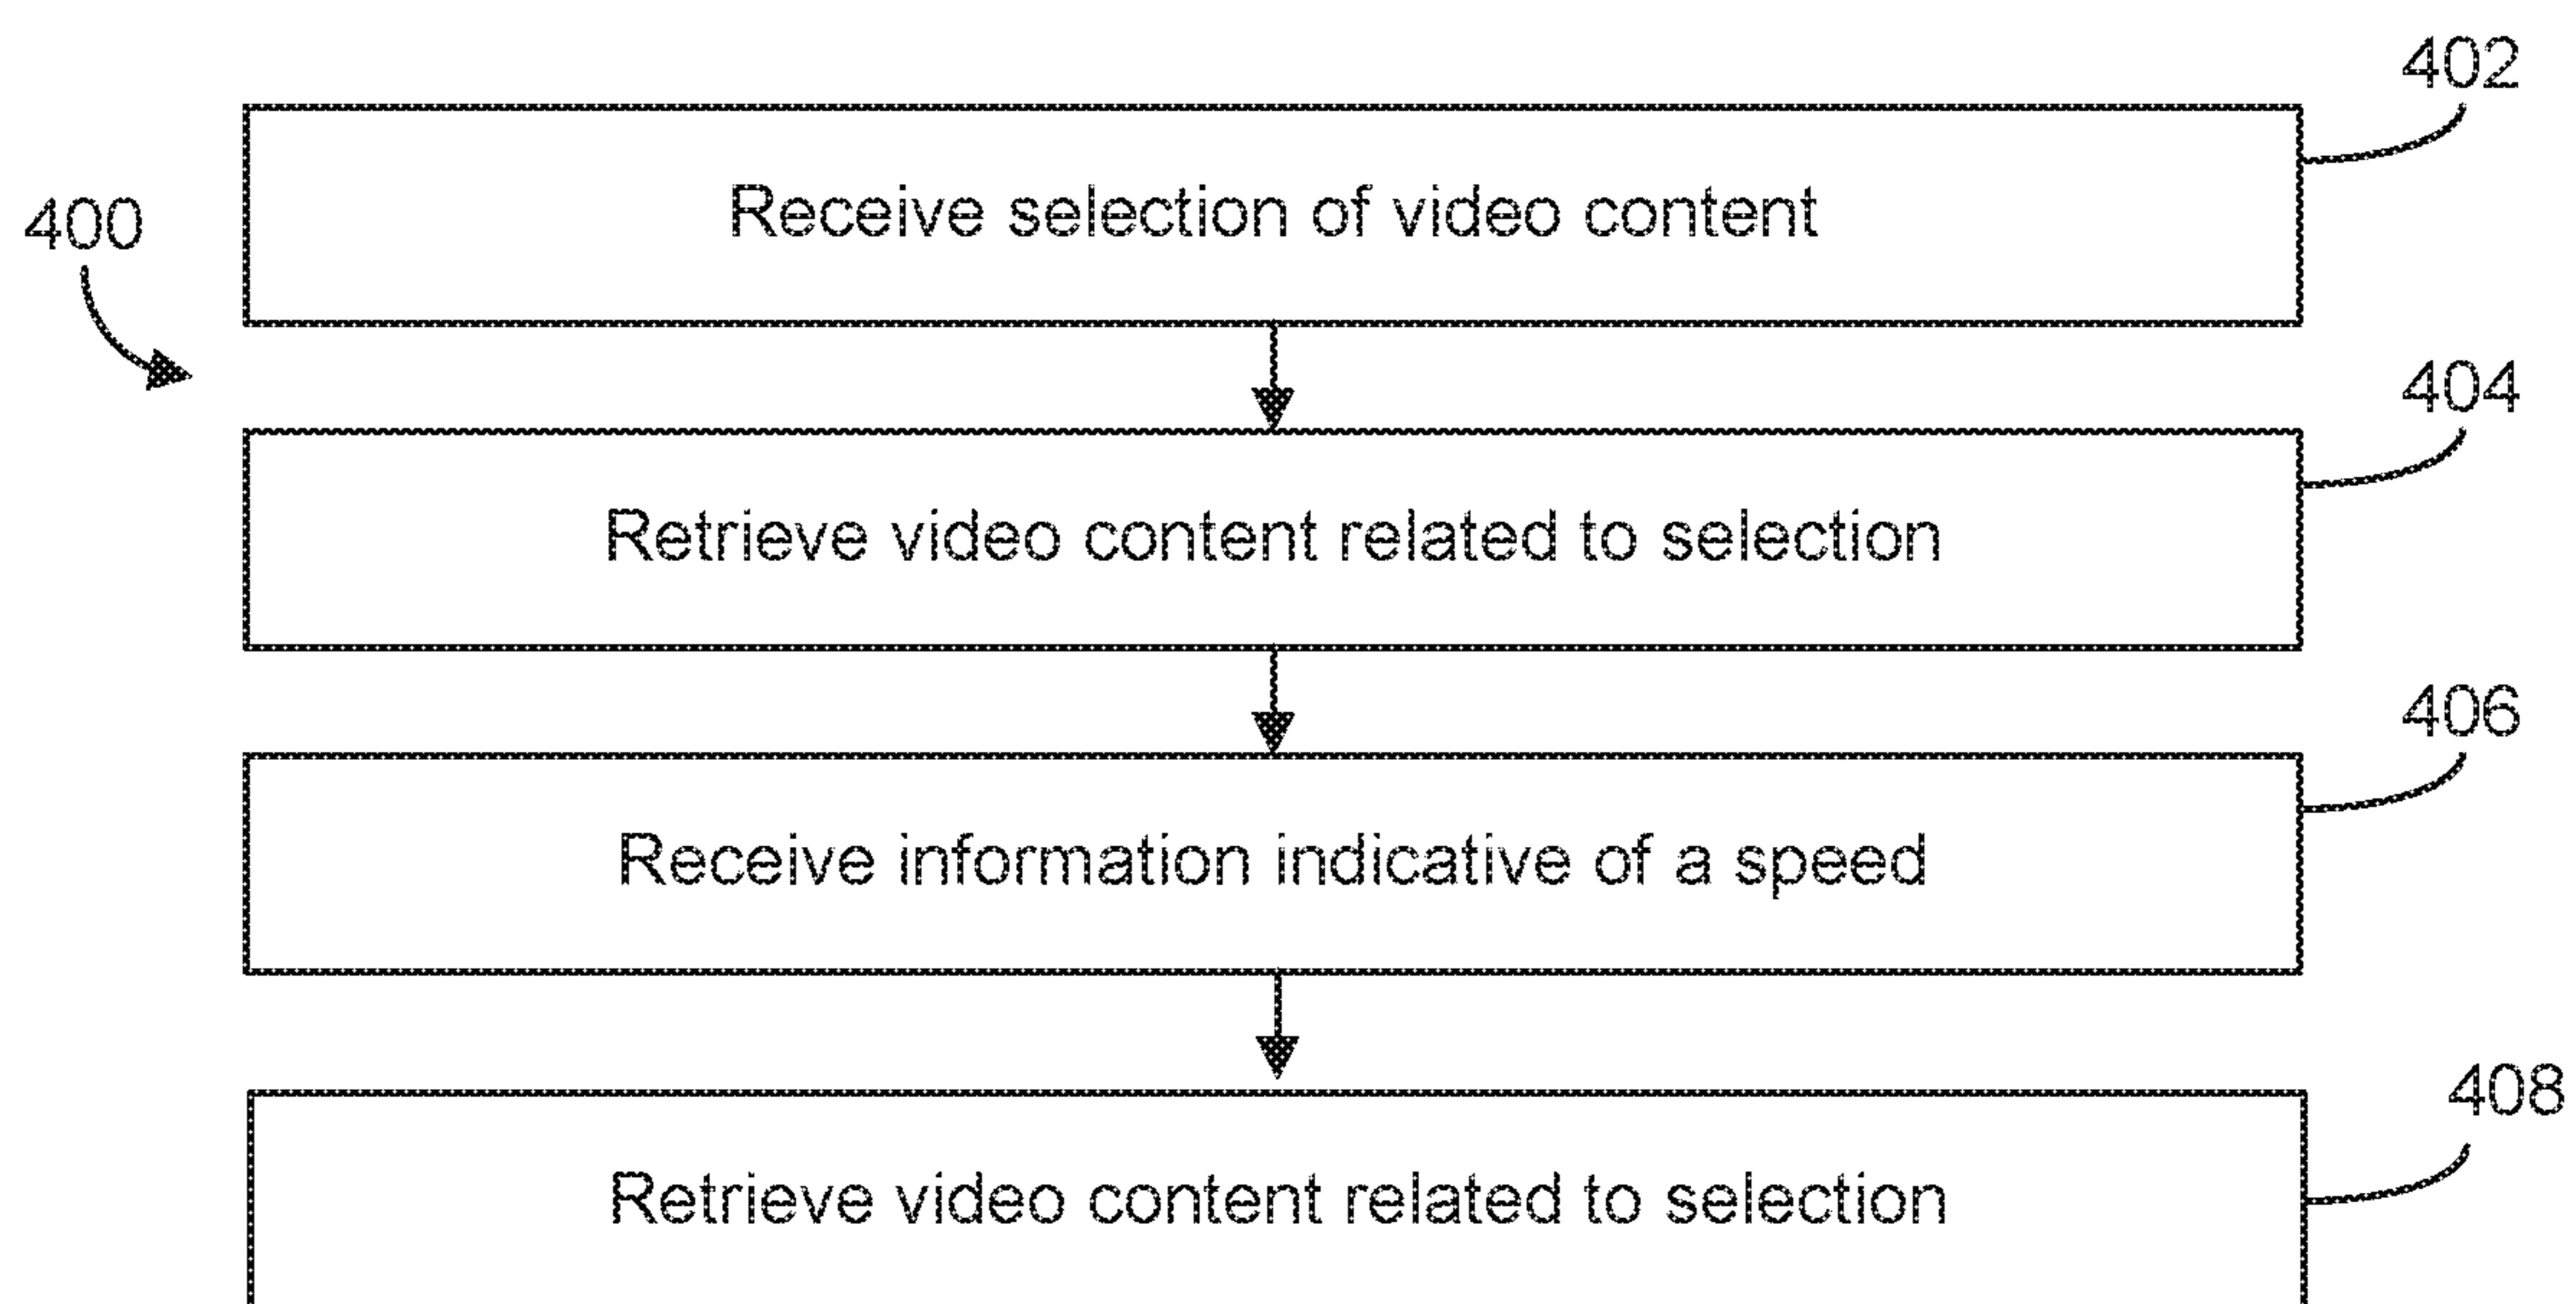 402
Receive selection of video content
400
404
Retrieve video content related to selection
406
Receive information indicative of a speed
408
Retrieve video content related to selection